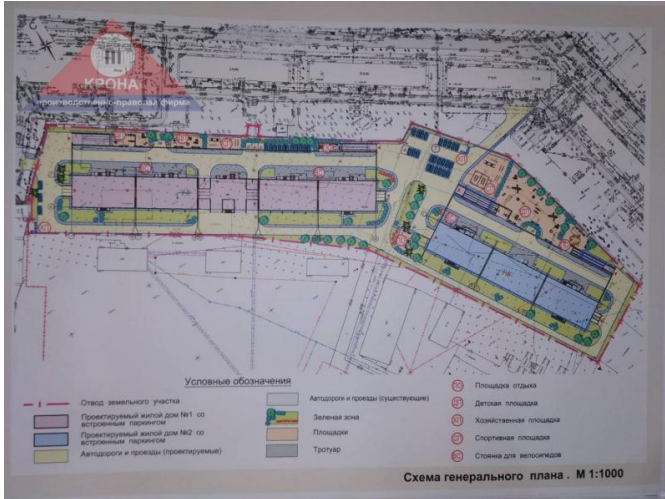 КРОНА
производственно-правовая фирма
Условные обозначения
Отвод земельного участка
Проектируемый жилой дом №1 со
встроенным паркингом
Проектируемый жилой дом №2 со
встроенным паркингом
Автодороги и проезды (проектируемые)
Автодороги и проезды (существующие)
Зеленая зона
Площадки
Тротуар
Площадка отдыха
Детская площадка
Хозяйственная площадка
Спортивная площадка
Стоянка для велосипедов
Схема генерального плана. М 1:1000